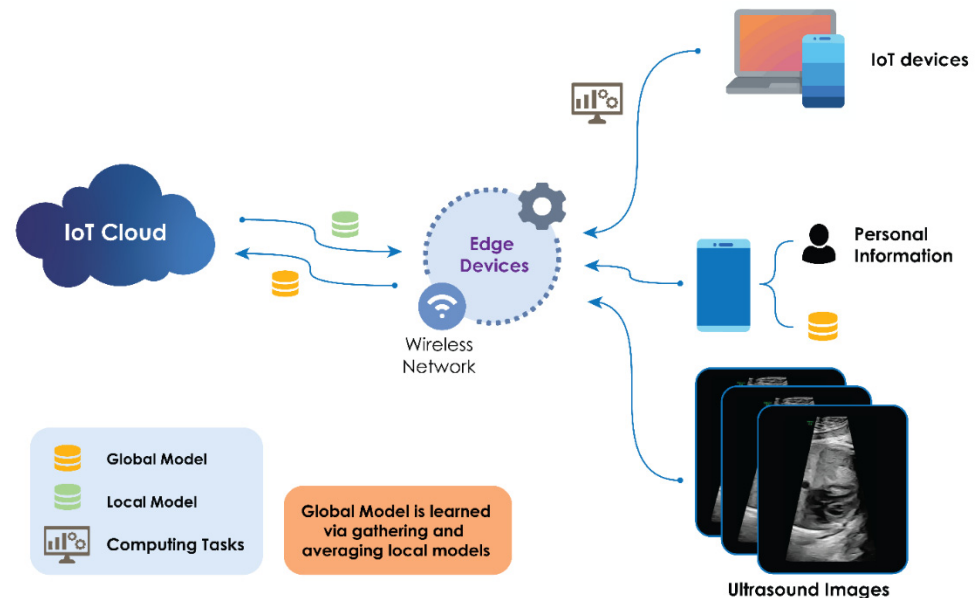 IoT devices
IoT Cloud
Edge
Devices
Personal
Information
Wireless
Network
Global Model
Local Model
Computing Tasks
Global Model is learned
via gathering and
averaging local models
Ultrasound Images